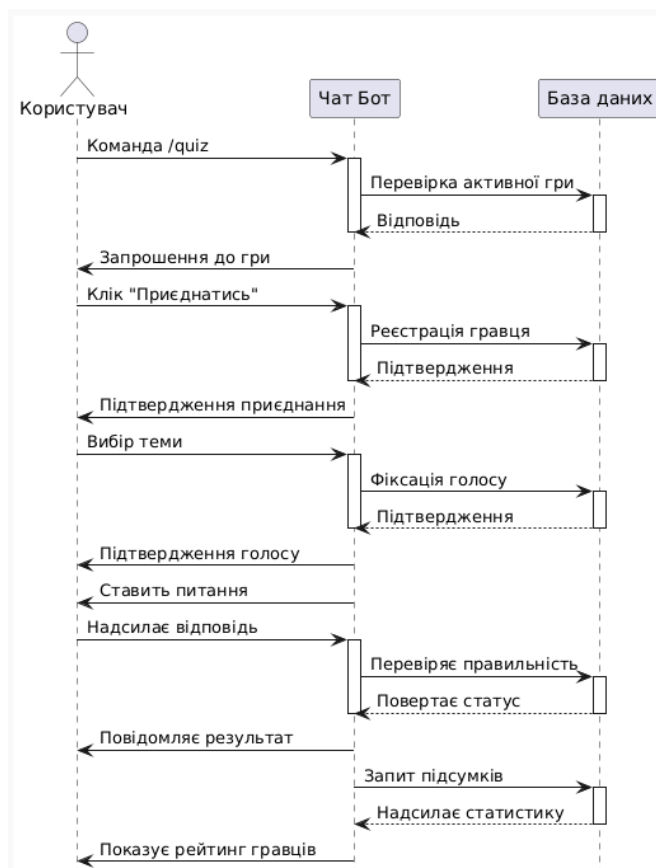 Користувач
Чат Бот
База даних
Команда /quiz
Перевірка активної гри
Відповідь
Запрошення до гри
Клік "Приєднатись"
Реєстрація гравця
Підтвердження
Підтвердження приєднання
Вибір теми
Фіксація голосу
Підтвердження
Підтвердження голосу
Ставить питання
Надсилає відповідь
Перевіряє правильність
Повертає статус
Повідомляє результат
Запит підсумків
Надсилає статистику
Показує рейтинг гравців